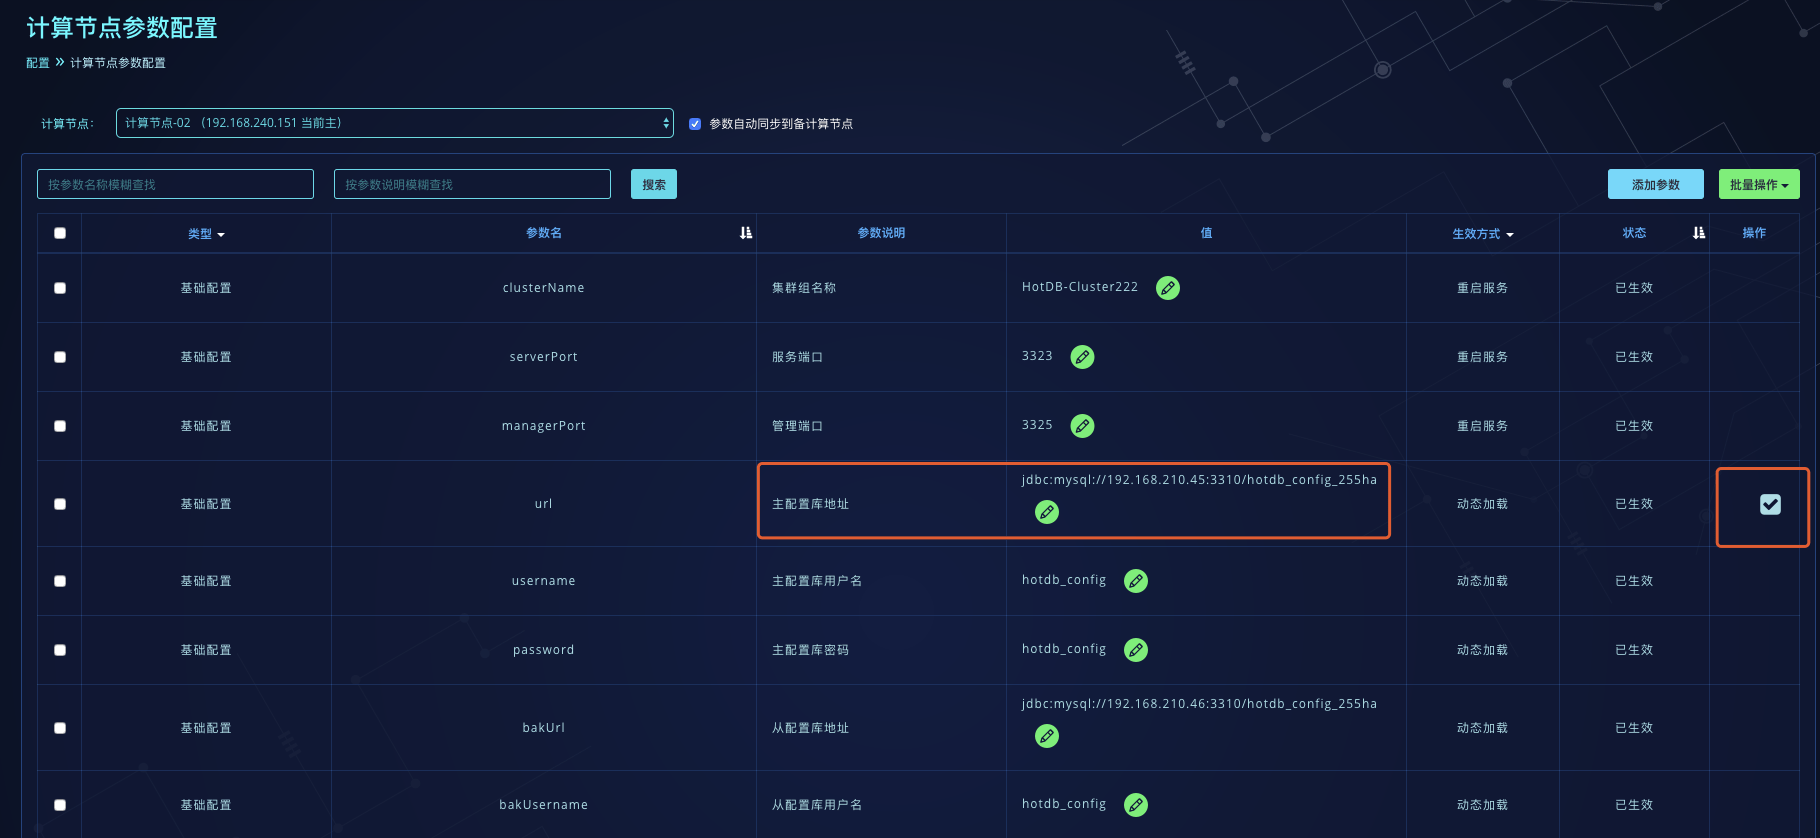 计算节点参数配置
配置 » 计算节点参数配置
计算节点： 计算节点-02 （192.168.240.151 当前主） 参数自动同步到备计算节点
按参数名称模糊查找 按参数说明模糊查找 搜索 添加参数 批量操作
类型 参数名 参数说明 值 生效方式 状态 操作
基础配置 clusterName 集群组名称 HotDB-Cluster222 重启服务 已生效
基础配置 serverPort 服务端口 3323 重启服务 已生效
基础配置 managerPort 管理端口 3325 重启服务 已生效
基础配置 url 主配置库地址 jdbc:mysql://192.168.210.45:3310/hotdb_config_255ha 动态加载 已生效
基础配置 username 主配置库用户名 hotdb_config 动态加载 已生效
基础配置 password 主配置库密码 hotdb_config 动态加载 已生效
基础配置 bakUrl 从配置库地址 jdbc:mysql://192.168.210.46:3310/hotdb_config_255ha 动态加载 已生效
基础配置 bakUsername 从配置库用户名 hotdb_config 动态加载 已生效